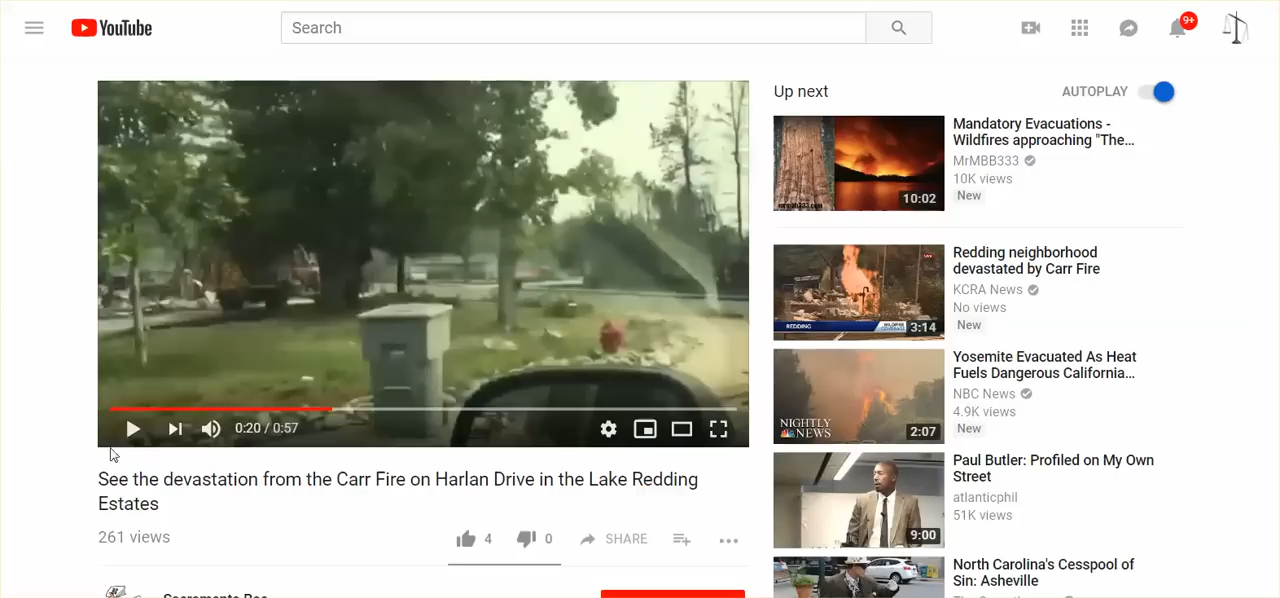 YouTube
Search
9+
0:20 / 0:57
See the devastation from the Carr Fire on Harlan Drive in the Lake Redding
Estates
261 views
4
0
SHARE
Sacramento Bee
Up next
AUTOPLAY
10:02
Mandatory Evacuations -
Wildfires approaching "The...
MrMBB333
10K views
New
REDDING
3:14
Redding neighborhood
devastated by Carr Fire
KCRA News
No views
New
NIGHTLY
NEWS
2:07
Yosemite Evacuated As Heat
Fuels Dangerous California...
NBC News
4.9K views
New
9:00
Paul Butler: Profiled on My Own
Street
atlanticphil
51K views
North Carolina's Cesspool of
Sin: Asheville